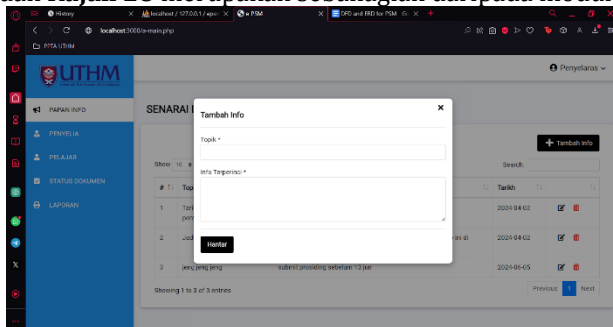 History
localhost / 127.0.0.1 /
e PSM
DFD and ERD for PSM
localhost:3000/a-main.php
PITA UTHM
UTHM
Penyelaras
PAPAN INFO
PENYELIA
PELAJAR
STATUS DOKUMEN
LAPORAN
SENARAI
Tambah Info
×
Topik *
Info Terperinci *
Hantar
+ Tambah Info
Show 10
Search:
# Tarikh
1 2024-04-02
2 2024-04-02
3 jeng jeng jeng submit prosiding sebelum 13 jun 2024-06-05
Showing 1 to 3 of 3 entries
Previous 1 Next